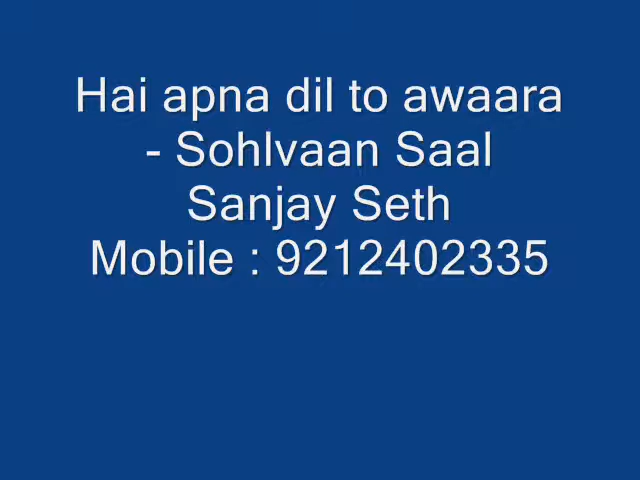 Hai apna dil to awaara
- Sohlvaan Saal
Sanjay Seth
Mobile : 9212402335